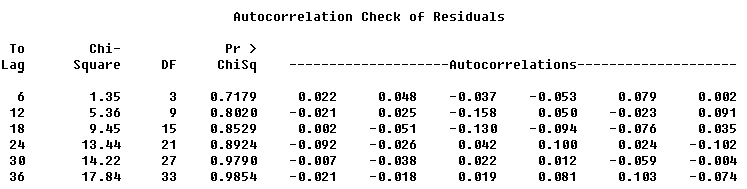 Autocorrelation Check of Residuals
To Chi- Pr >
Lag Square DF ChiSq --------------------Autocorrelations--------------------
6 1.35 3 0.7179 0.022 0.048 -0.037 -0.053 0.079 0.002
12 5.36 9 0.8020 -0.021 0.025 -0.158 0.050 -0.023 0.091
18 9.45 15 0.8529 0.002 -0.051 -0.130 -0.094 -0.076 0.035
24 13.44 21 0.8924 -0.092 -0.026 0.042 0.100 0.024 -0.102
30 14.22 27 0.9790 -0.007 -0.038 0.022 0.012 -0.059 -0.004
36 17.84 33 0.9854 -0.021 -0.018 0.019 0.081 0.103 -0.074